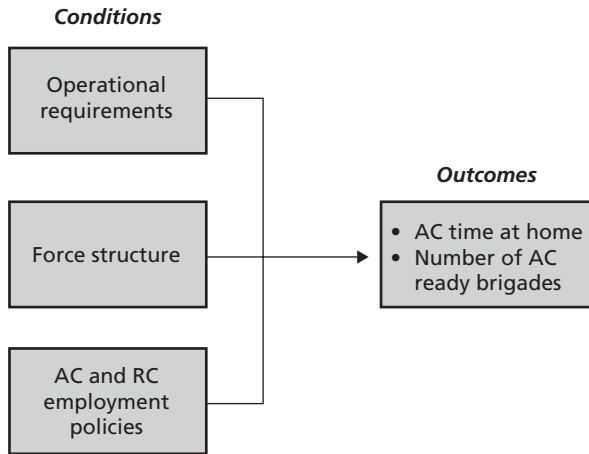 Conditions
Operational
requirements
Force structure
AC and RC
employment
policies
Outcomes
• AC time at home
• Number of AC
ready brigades